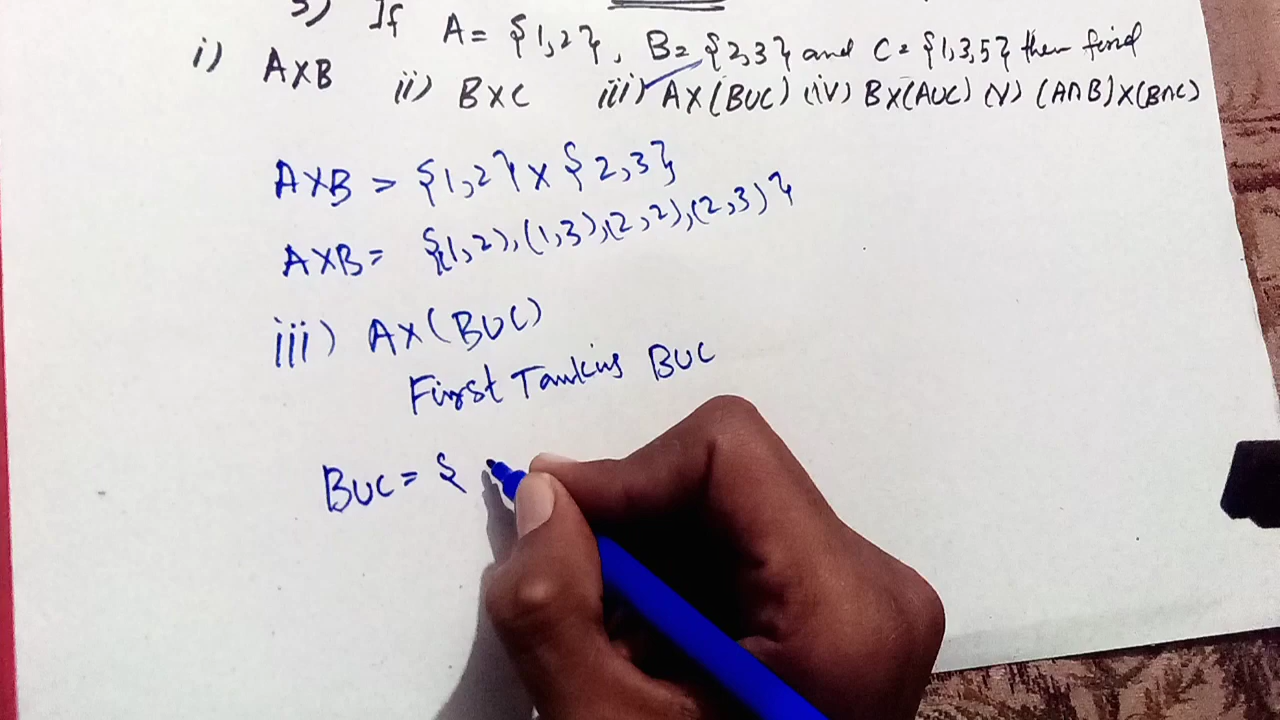 3) If A = {1,2}, B = {2,3} and C = {1,3,5} then find
i) A×B ii) B×C iii) A×(B∪C) (iv) B×(A∪C) (v) (A∩B)×(B∩C)
A×B = {1,2} × {2,3}
A×B = {(1,2),(1,3),(2,2),(2,3)}
iii) A×(B∪C)
First B∪C
B∪C = {